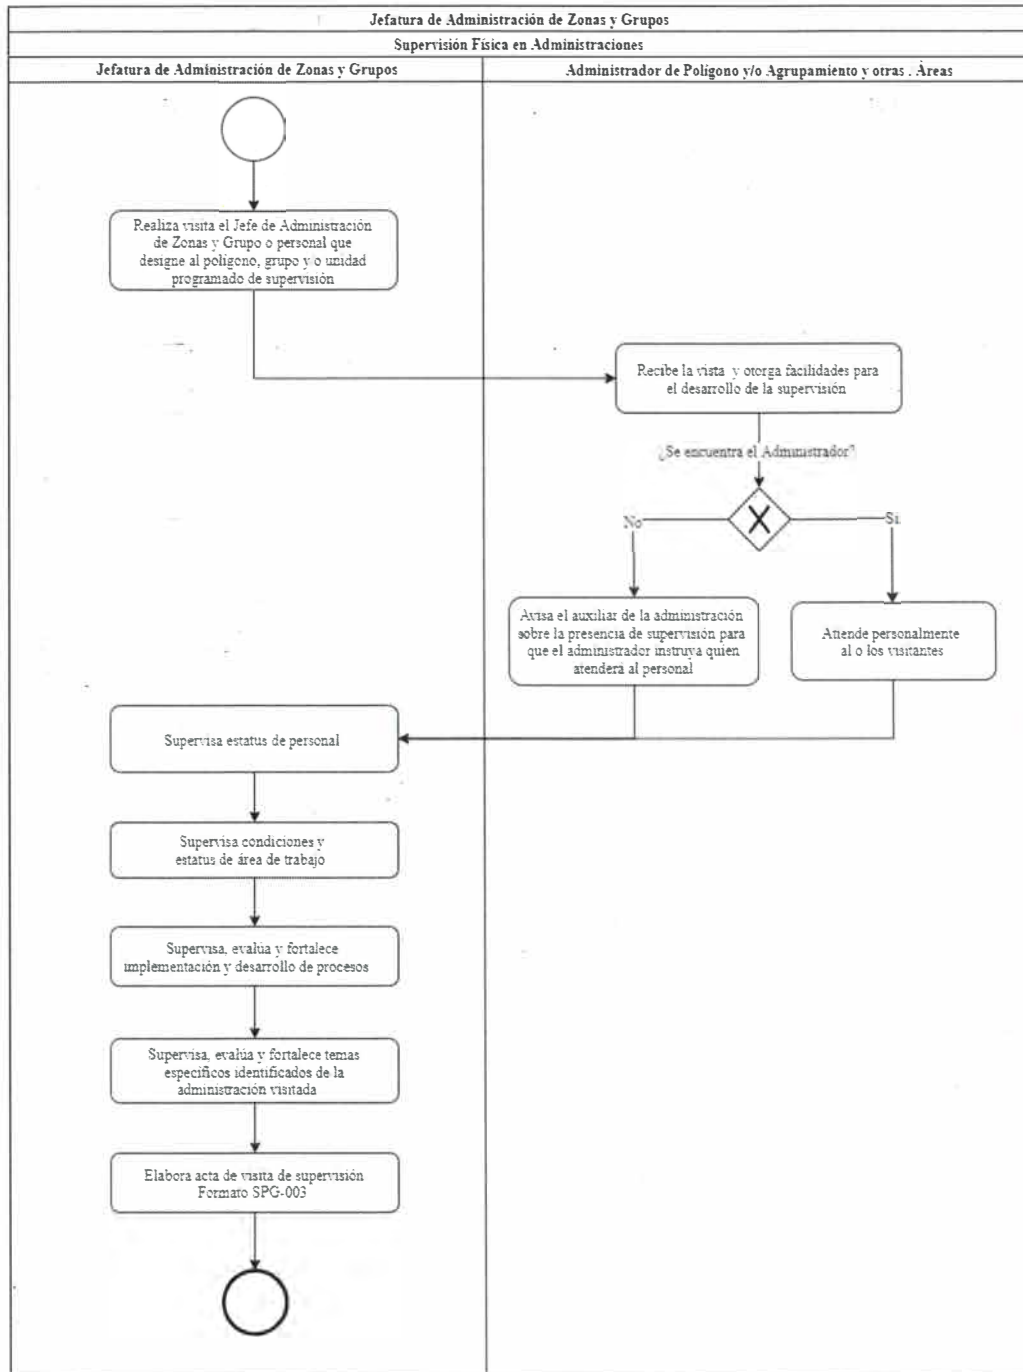 Jefatura de Administración de Zonas y Grupos
Supervisión Física en Administraciones
Jefatura de Administración de Zonas y Grupos
Administrador de Polígono y/o Agrupamiento y otras . Áreas
Realiza visita el Jefe de Administración
de Zonas y Grupo o personal que
designe al polígono, grupo y o unidad
programado de supervisión
Recibe la vista y otorga facilidades para
el desarrollo de la supervisión
¿Se encuentra el Administrador?
No
Si
Avisa el auxiliar de la administración
sobre la presencia de supervisión para
que el administrador instruya quien
atenderá al personal
Atiende personalmente
al o los visitantes
Supervisa estatus de personal
Supervisa condiciones y
estatus de área de trabajo
Supervisa, evalúa y fortalece
implementación y desarrollo de procesos
Supervisa, evalúa y fortalece temas
específicos identificados de la
administración visitada
Elabora acta de visita de supervisión
Formato SPG-003